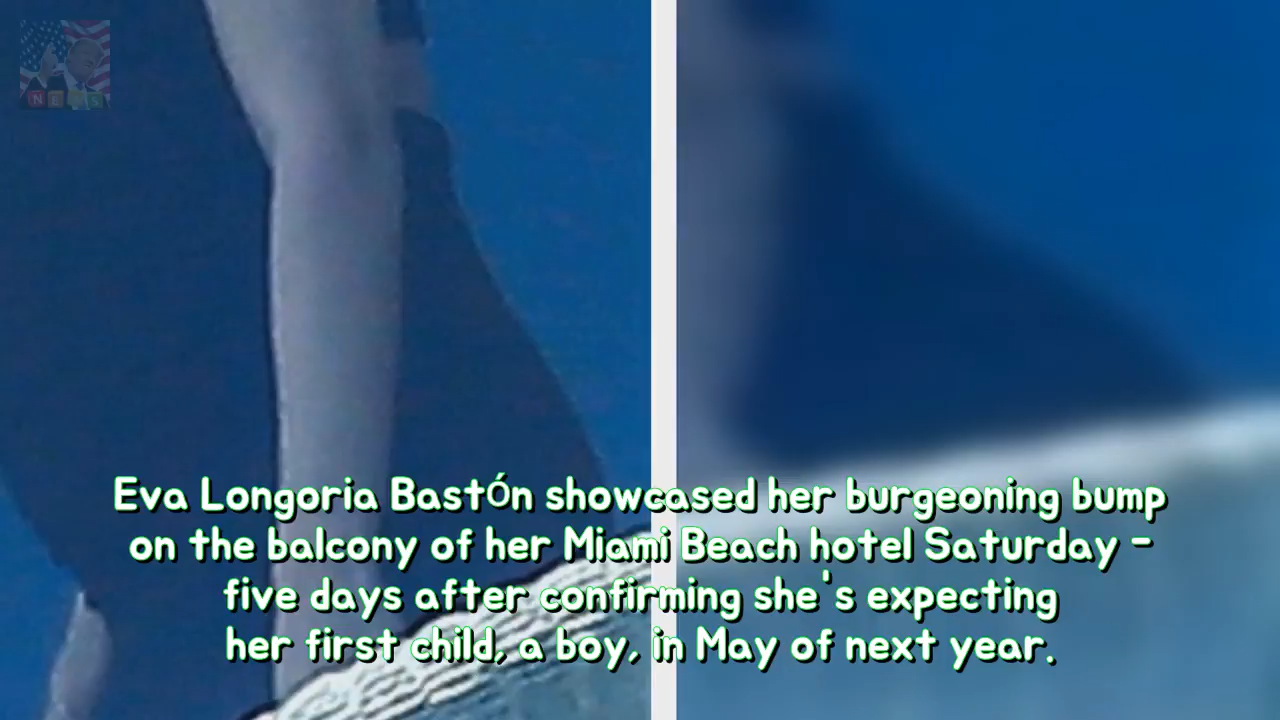 NEWS
Eva Longoria BastÓn showcased her burgeoning bump
on the balcony of her Miami Beach hotel Saturday -
five days after confirming she's expecting
her first child, a boy, in May of next year.